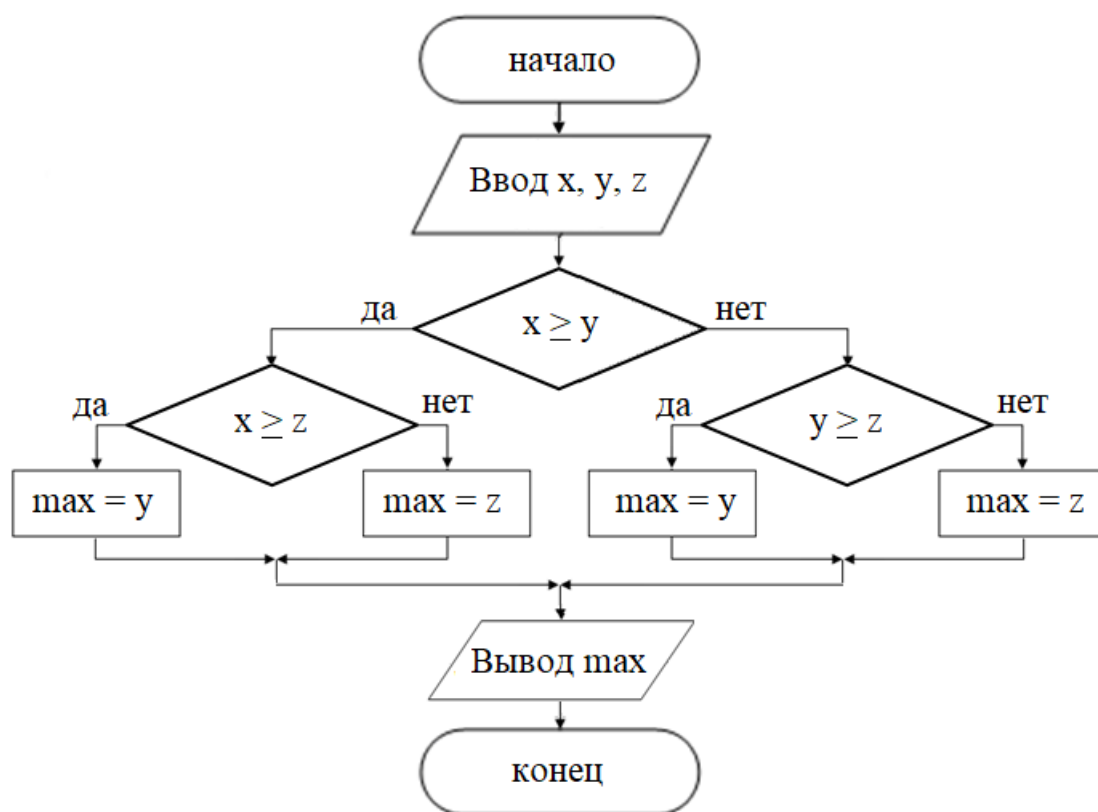 начало
Ввод x, y, z
да
x ≥ y
нет
да
x ≥ z
нет
да
y ≥ z
нет
max = y
max = z
max = y
max = z
Вывод max
конец